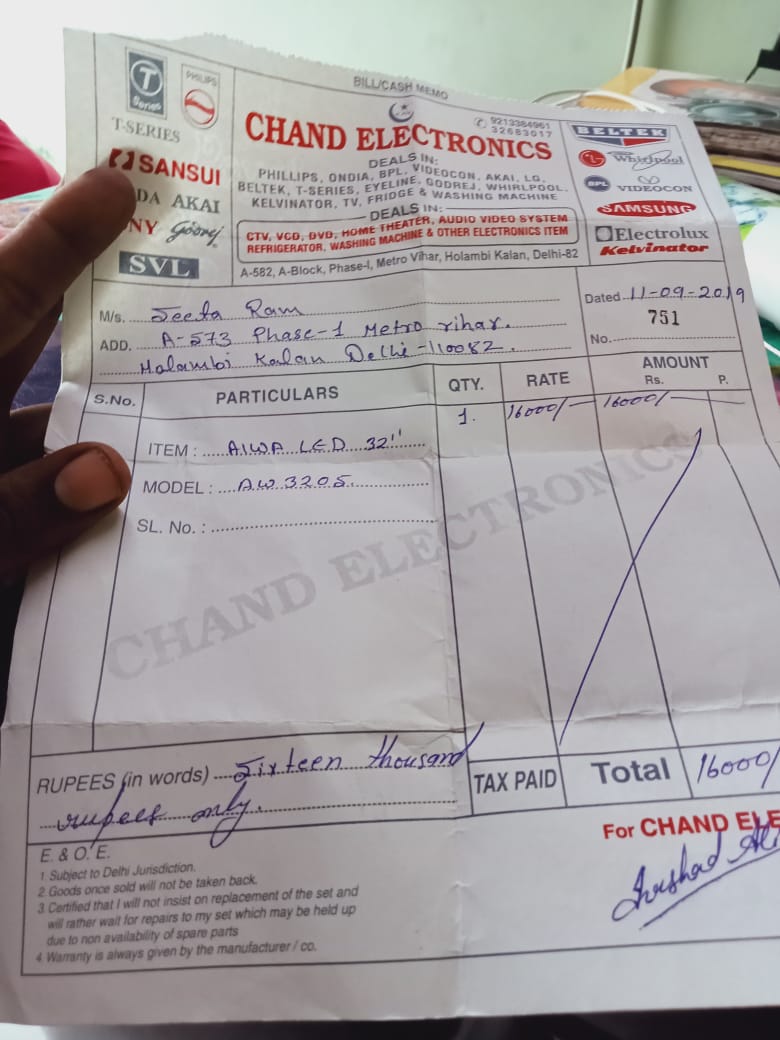 BILL/CASH MEMO
T Series
PHILIPS
T-SERIES
SANSUI
DA AKAI
NY Godrej
SVL
9213384961
32683017
CHAND ELECTRONICS
DEALS IN:
PHILLIPS, ONDIA, BPL, VIDEOCON, AKAI, LG,
BELTEK, T-SERIES, EYELINE, GODREJ, WHIRLPOOL,
KELVINATOR, TV, FRIDGE & WASHING MACHINE
DEALS IN:
CTV, VCD, DVD, HOME THEATER, AUDIO VIDEO SYSTEM
REFRIGERATOR, WASHING MACHINE & OTHER ELECTRONICS ITEM
A-582, A-Block, Phase-I, Metro Vihar, Holambi Kalan, Delhi-82
BELTEK
LG Whirlpool
BPL VIDEOCON
SAMSUNG
Electrolux
Kelvinator
M/s. Seeta Ram
Dated 11-09-2019
ADD. A-573 Phase-1 Metro vihar.
No. 751
Holambi Kalan Delhi-110082.
S.No. PARTICULARS QTY. RATE AMOUNT
Rs. P.
1. 16000/- 16000/-
ITEM : AIWA LED 32"
MODEL : AW3205.
SL. No. :
CHAND ELECTRONICS
RUPEES (in words) Sixteen thousand
rupees only.
TAX PAID Total 16000/
For CHAND ELE
Irshad Ali
E. & O. E.
1 Subject to Delhi Jurisdiction.
2 Goods once sold will not be taken back.
3 Certified that I will not insist on replacement of the set and
will rather wait for repairs to my set which may be held up
due to non availability of spare parts
4 Warranty is always given by the manufacturer / co.